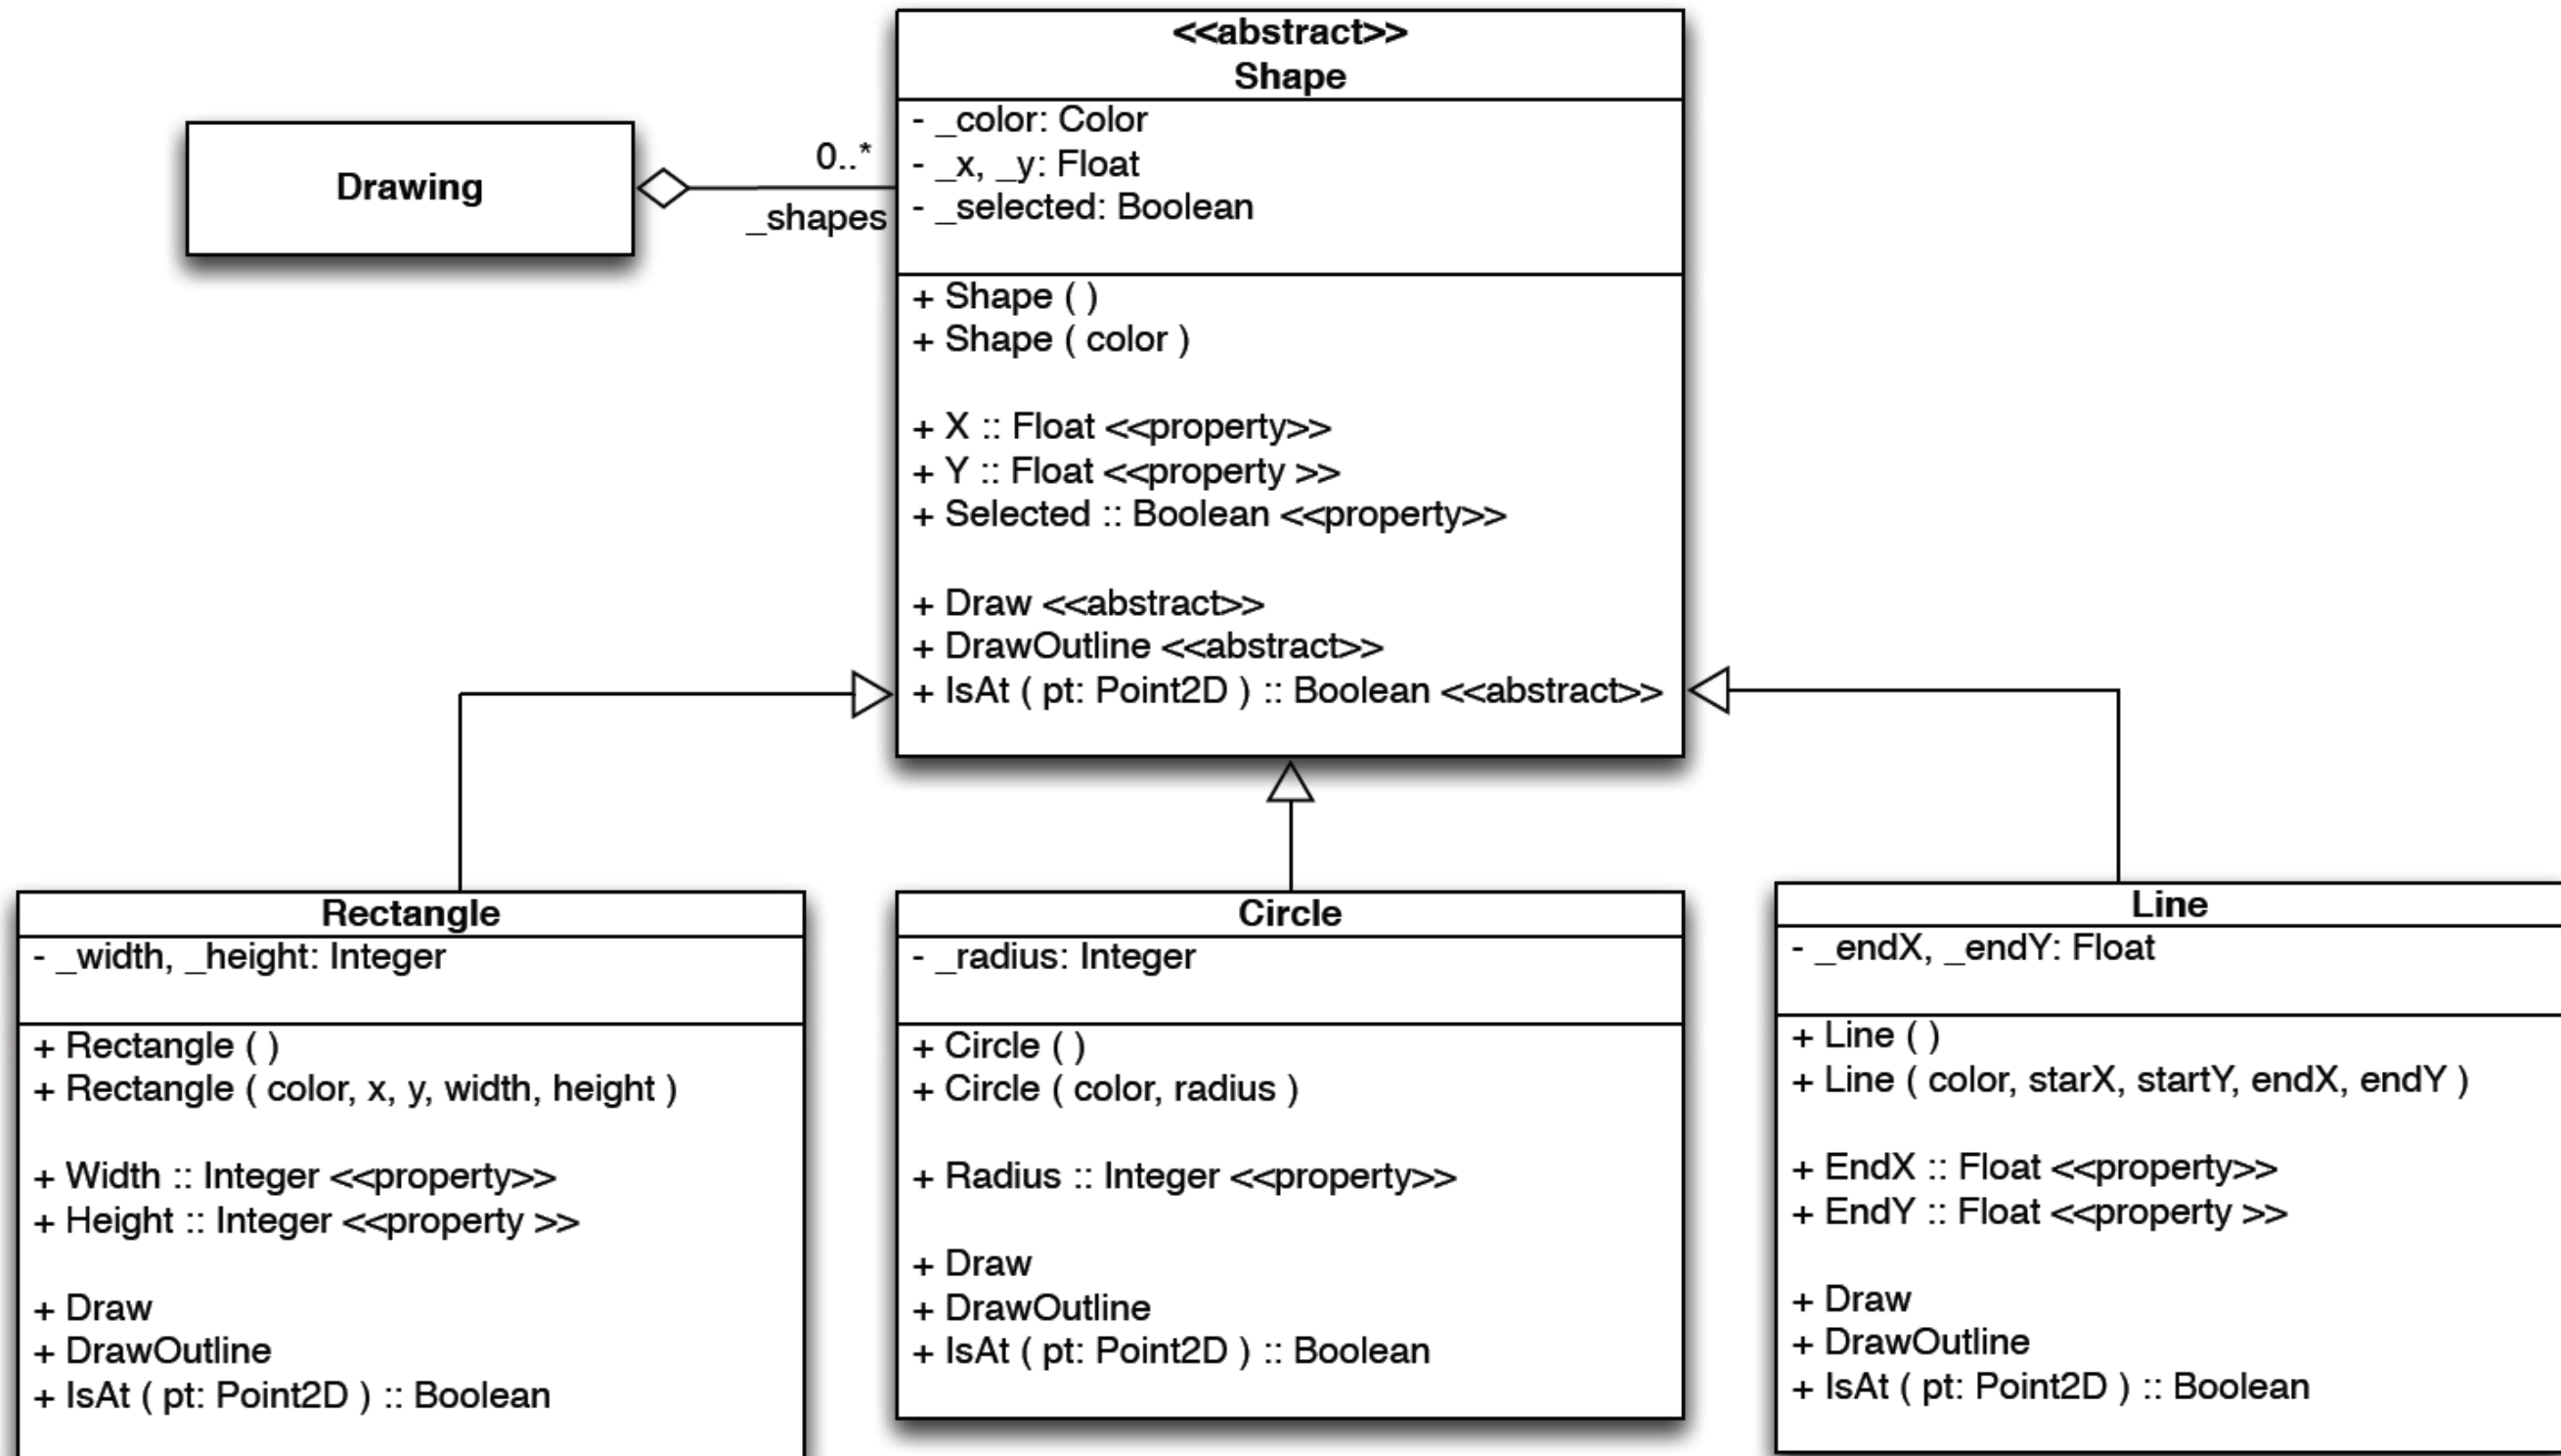 <<abstract>>
Shape
- _color: Color
- _x, _y: Float
- _selected: Boolean
+ Shape ( )
+ Shape ( color )
+ X :: Float <<property>>
+ Y :: Float <<property >>
+ Selected :: Boolean <<property>>
+ Draw <<abstract>>
+ DrawOutline <<abstract>>
+ IsAt ( pt: Point2D ) :: Boolean <<abstract>>
Drawing
0..*
_shapes
Rectangle
- _width, _height: Integer
+ Rectangle ( )
+ Rectangle ( color, x, y, width, height )
+ Width :: Integer <<property>>
+ Height :: Integer <<property >>
+ Draw
+ DrawOutline
+ IsAt ( pt: Point2D ) :: Boolean
Circle
- _radius: Integer
+ Circle ( )
+ Circle ( color, radius )
+ Radius :: Integer <<property>>
+ Draw
+ DrawOutline
+ IsAt ( pt: Point2D ) :: Boolean
Line
- _endX, _endY: Float
+ Line ( )
+ Line ( color, starX, startY, endX, endY )
+ EndX :: Float <<property>>
+ EndY :: Float <<property >>
+ Draw
+ DrawOutline
+ IsAt ( pt: Point2D ) :: Boolean